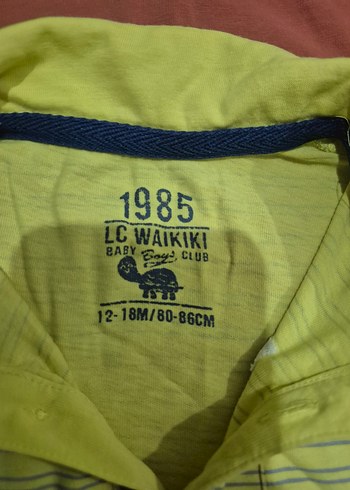 1985
LC WAIKIKI
BABY Boys CLUB
12-18M/80-86CM